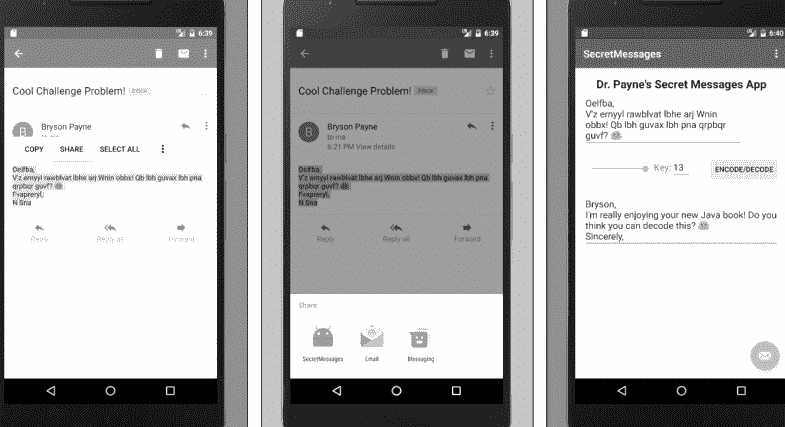 6:39
Cool Challenge Problem! Inbox
B
Bryson Payne
to me
COPY SHARE SELECT ALL
Oelfba,
V'z ernyyl rawblvat lbhe arj Wnin obbx! Qb lbh guvax lbh pna
qrpbqr guvf?
Fvapreryl,
N Sna
Reply Reply all Forward
6:39
Cool Challenge Problem! Inbox
B
Bryson Payne
to me
6:21 PM View details
Oelfba,
V'z ernyyl rawblvat lbhe arj Wnin obbx! Qb lbh guvax lbh pna
qrpbqr guvf?
Fvapreryl,
N Sna
Reply Reply all Forward
Share
SecretMessages Email Messaging
6:40
SecretMessages
Dr. Payne's Secret Messages App
Oelfba,
V'z ernyyl rawblvat lbhe arj Wnin
obbx! Qb lbh guvax lbh pna qrpbqr
guvf?
Key: 13 ENCODE/DECODE
Bryson,
I'm really enjoying your new Java book! Do you
think you can decode this?
Sincerely,